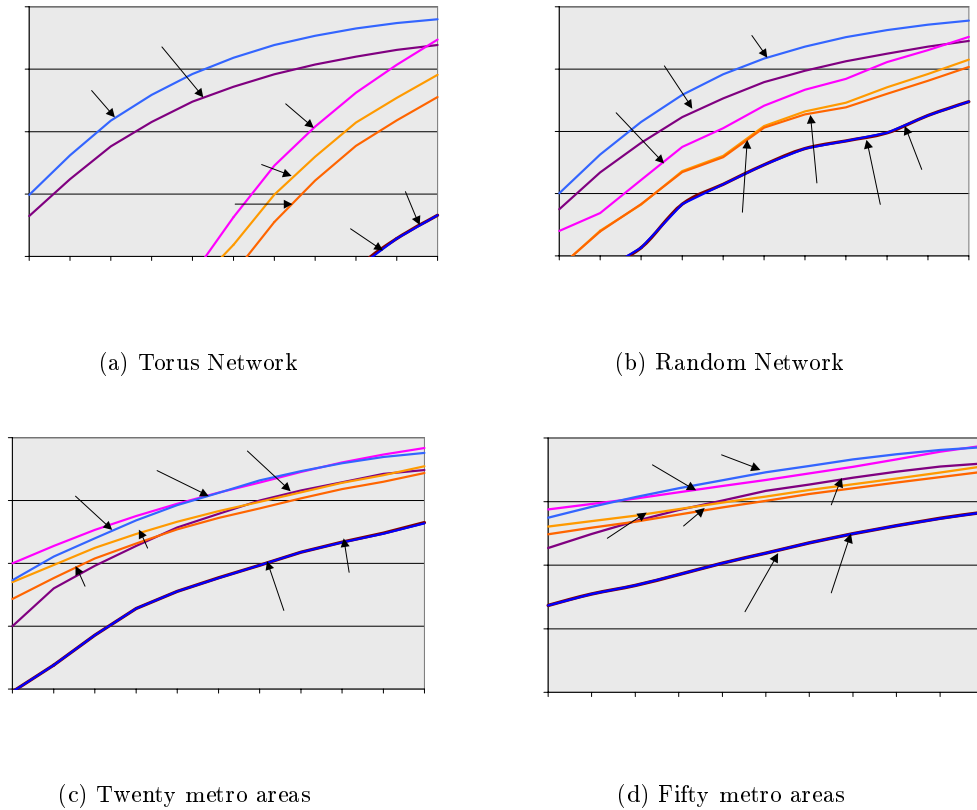 (a) Torus Network
(b) Random Network
(c) Twenty metro areas
(d) Fifty metro areas